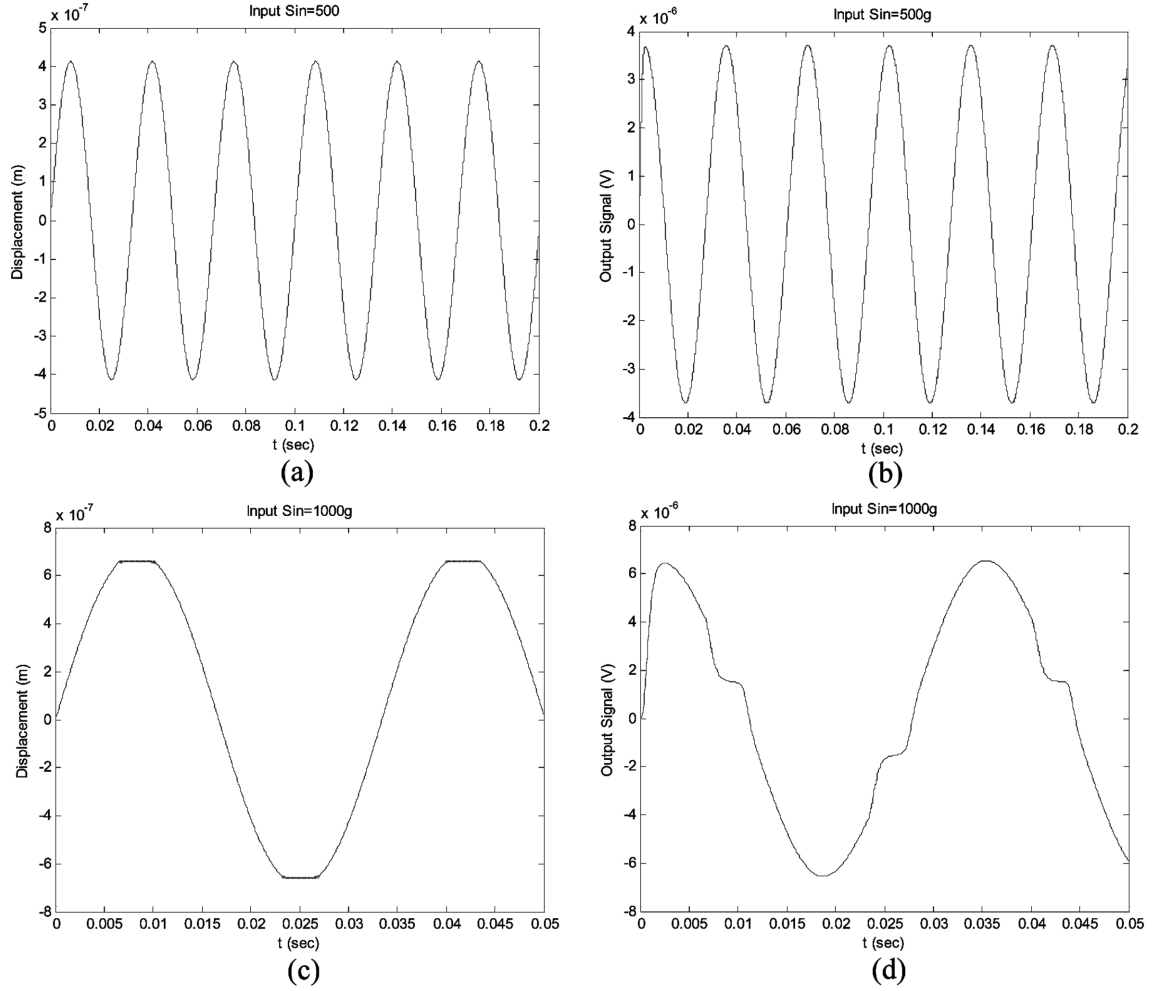 Input Sin=500
x 10^-7
5
4
3
2
1
0
-1
-2
-3
-4
-5
Displacement (m)
0 0.02 0.04 0.06 0.08 0.1 0.12 0.14 0.16 0.18 0.2
t (sec)
(a)
Input Sin=500g
x 10^-6
4
3
2
1
0
-1
-2
-3
-4
Output Signal (V)
0 0.02 0.04 0.06 0.08 0.1 0.12 0.14 0.16 0.18 0.2
t (sec)
(b)
Input Sin=1000g
x 10^-7
8
6
4
2
0
-2
-4
-6
-8
Displacement (m)
0 0.005 0.01 0.015 0.02 0.025 0.03 0.035 0.04 0.045 0.05
t (sec)
(c)
Input Sin=1000g
x 10^-6
8
6
4
2
0
-2
-4
-6
-8
Output Signal (V)
0 0.005 0.01 0.015 0.02 0.025 0.03 0.035 0.04 0.045 0.05
t (sec)
(d)